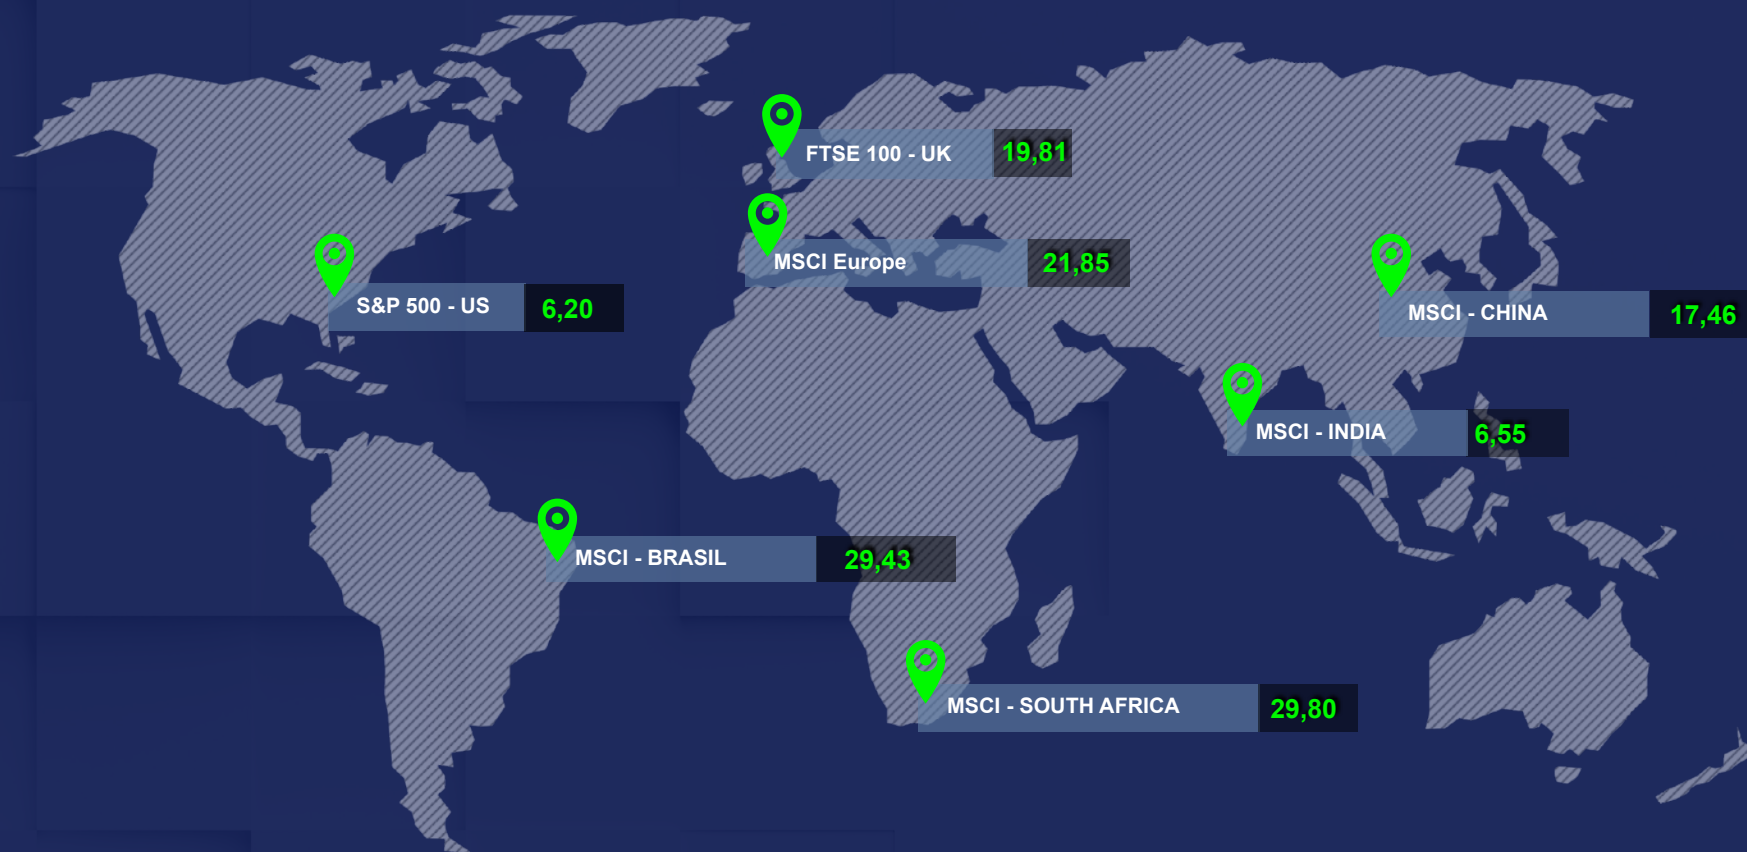 FTSE 100 - UK 19,81
MSCI Europe 21,85
S&P 500 - US 6,20
MSCI - CHINA 17,46
MSCI - INDIA 6,55
MSCI - BRASIL 29,43
MSCI - SOUTH AFRICA 29,80